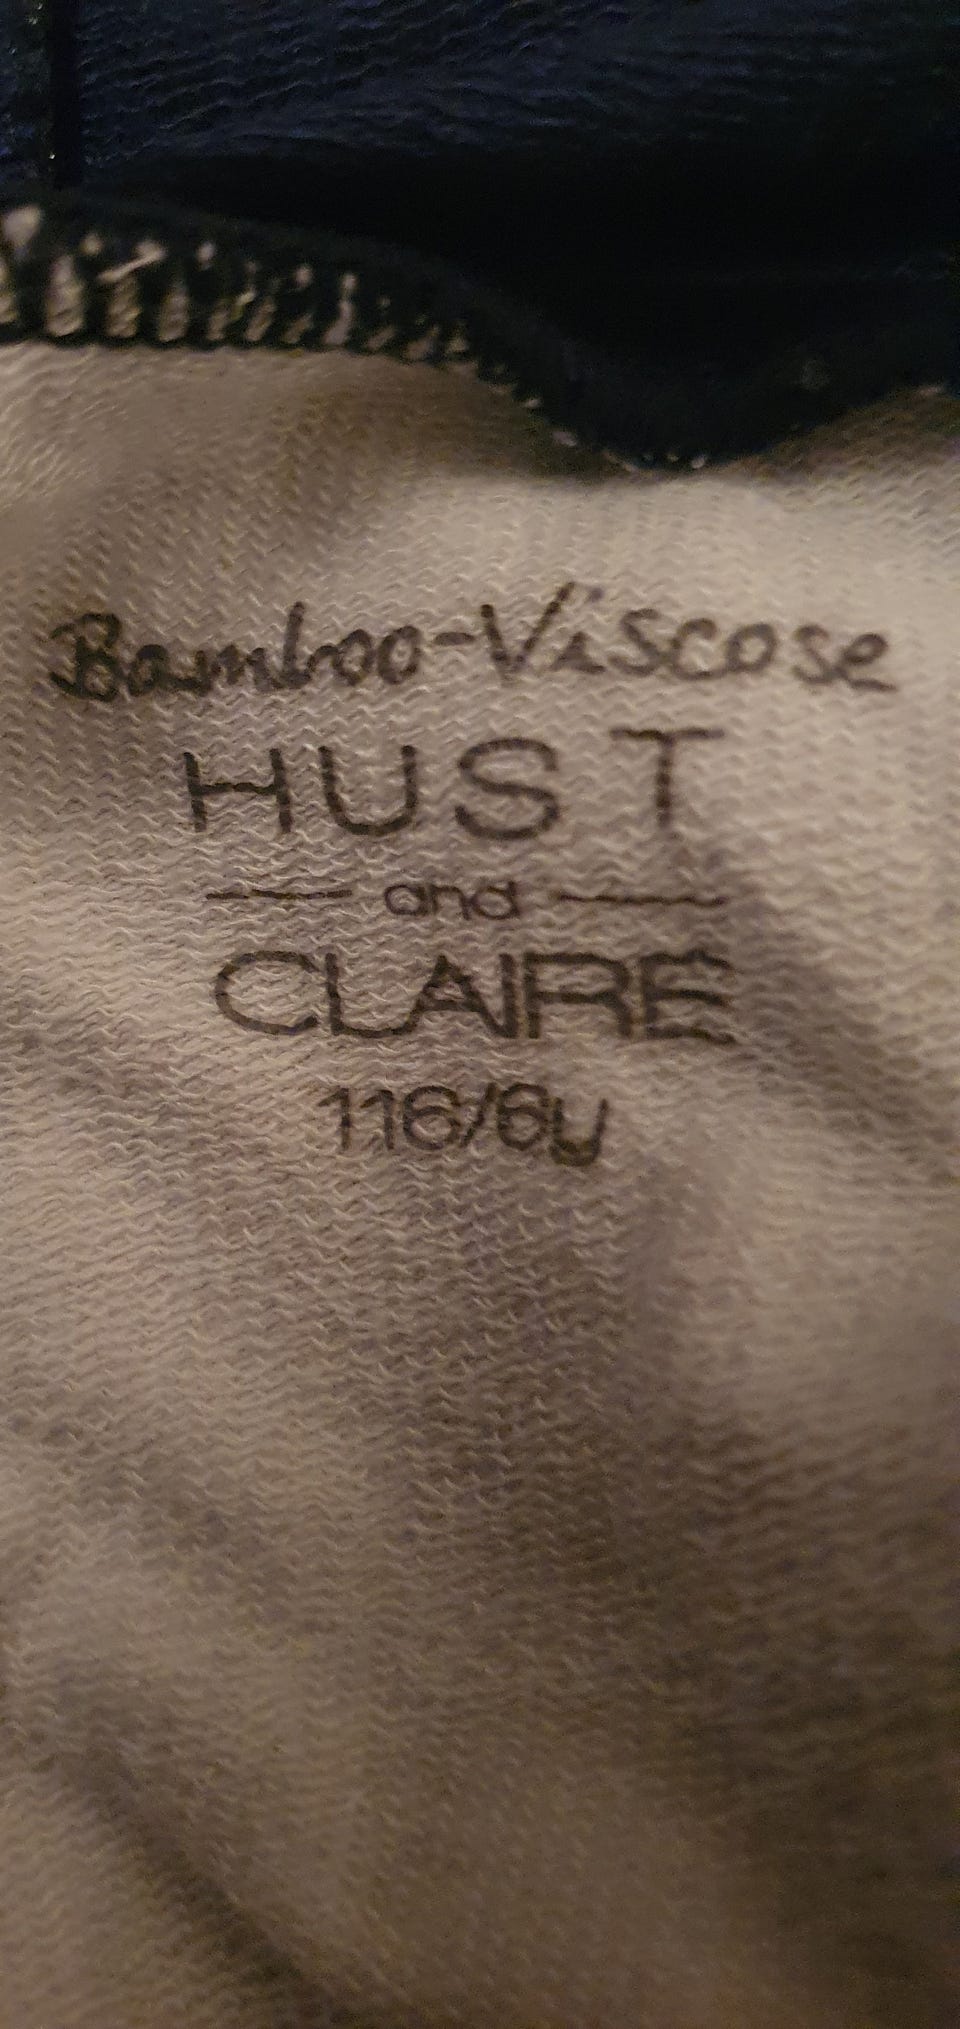 Bamboo-Viscose
HUST
and
CLAIRE
116/6y